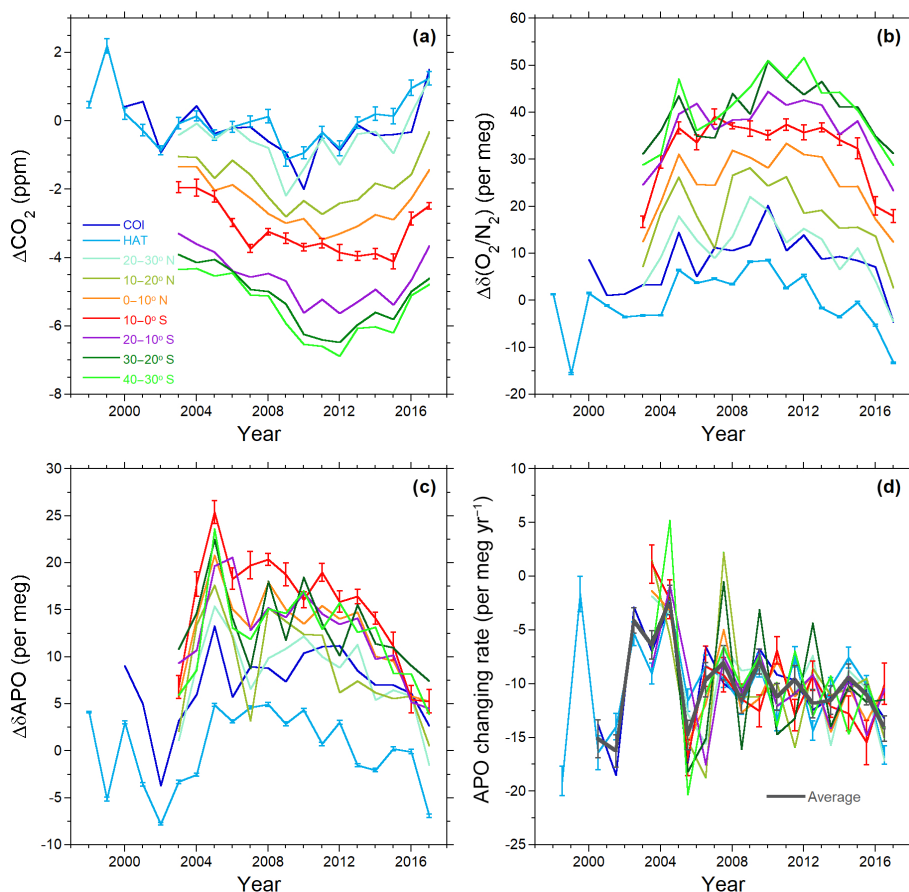 (a)
ΔCO₂ (ppm)
2
0
-2
-4
-6
-8
COI
HAT
20–30° N
10–20° N
0–10° N
10–0° S
20–10° S
30–20° S
40–30° S
2000 2004 2008 2012 2016
Year
(b)
Δδ(O₂/N₂) (per meg)
60
50
40
30
20
10
0
-10
-20
2000 2004 2008 2012 2016
Year
(c)
ΔδAPO (per meg)
30
25
20
15
10
5
0
-5
-10
2000 2004 2008 2012 2016
Year
(d)
APO changing rate (per meg yr⁻¹)
10
5
0
-5
-10
-15
-20
-25
Average
2000 2004 2008 2012 2016
Year